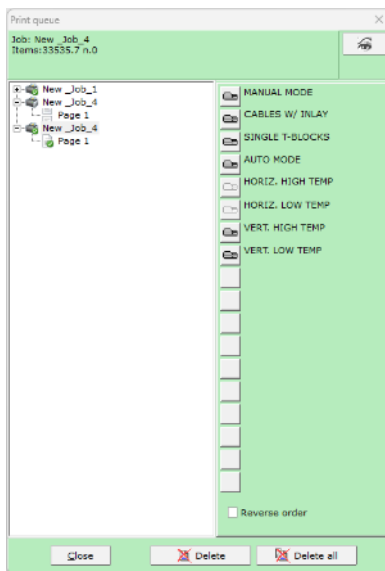 Print queue
Job: New _Job_4
Items:33535.7 n.0
New _Job_1
New _Job_4
Page 1
New _Job_4
Page 1
MANUAL MODE
CABLES W/ INLAY
SINGLE T-BLOCKS
AUTO MODE
HORIZ. HIGH TEMP
HORIZ. LOW TEMP
VERT. HIGH TEMP
VERT. LOW TEMP
Reverse order
Close
Delete
Delete all